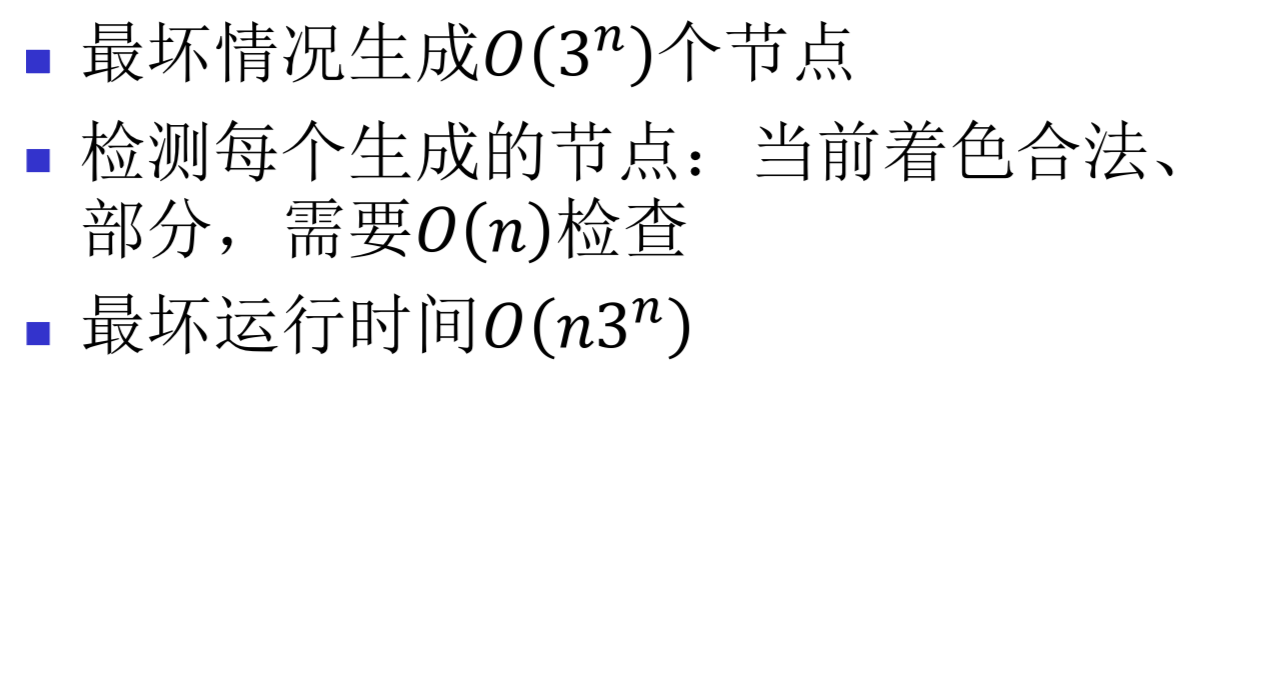 ■ 最坏情况生成O(3ⁿ)个节点
■ 检测每个生成的节点：当前着色合法、
部分，需要O(n)检查
■ 最坏运行时间O(n3ⁿ)